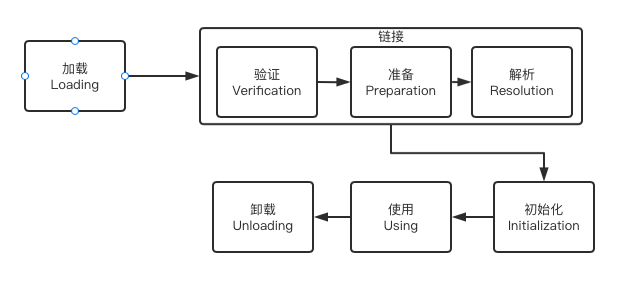 加载
Loading
链接
验证
Verification
准备
Preparation
解析
Resolution
卸载
Unloading
使用
Using
初始化
Initialization